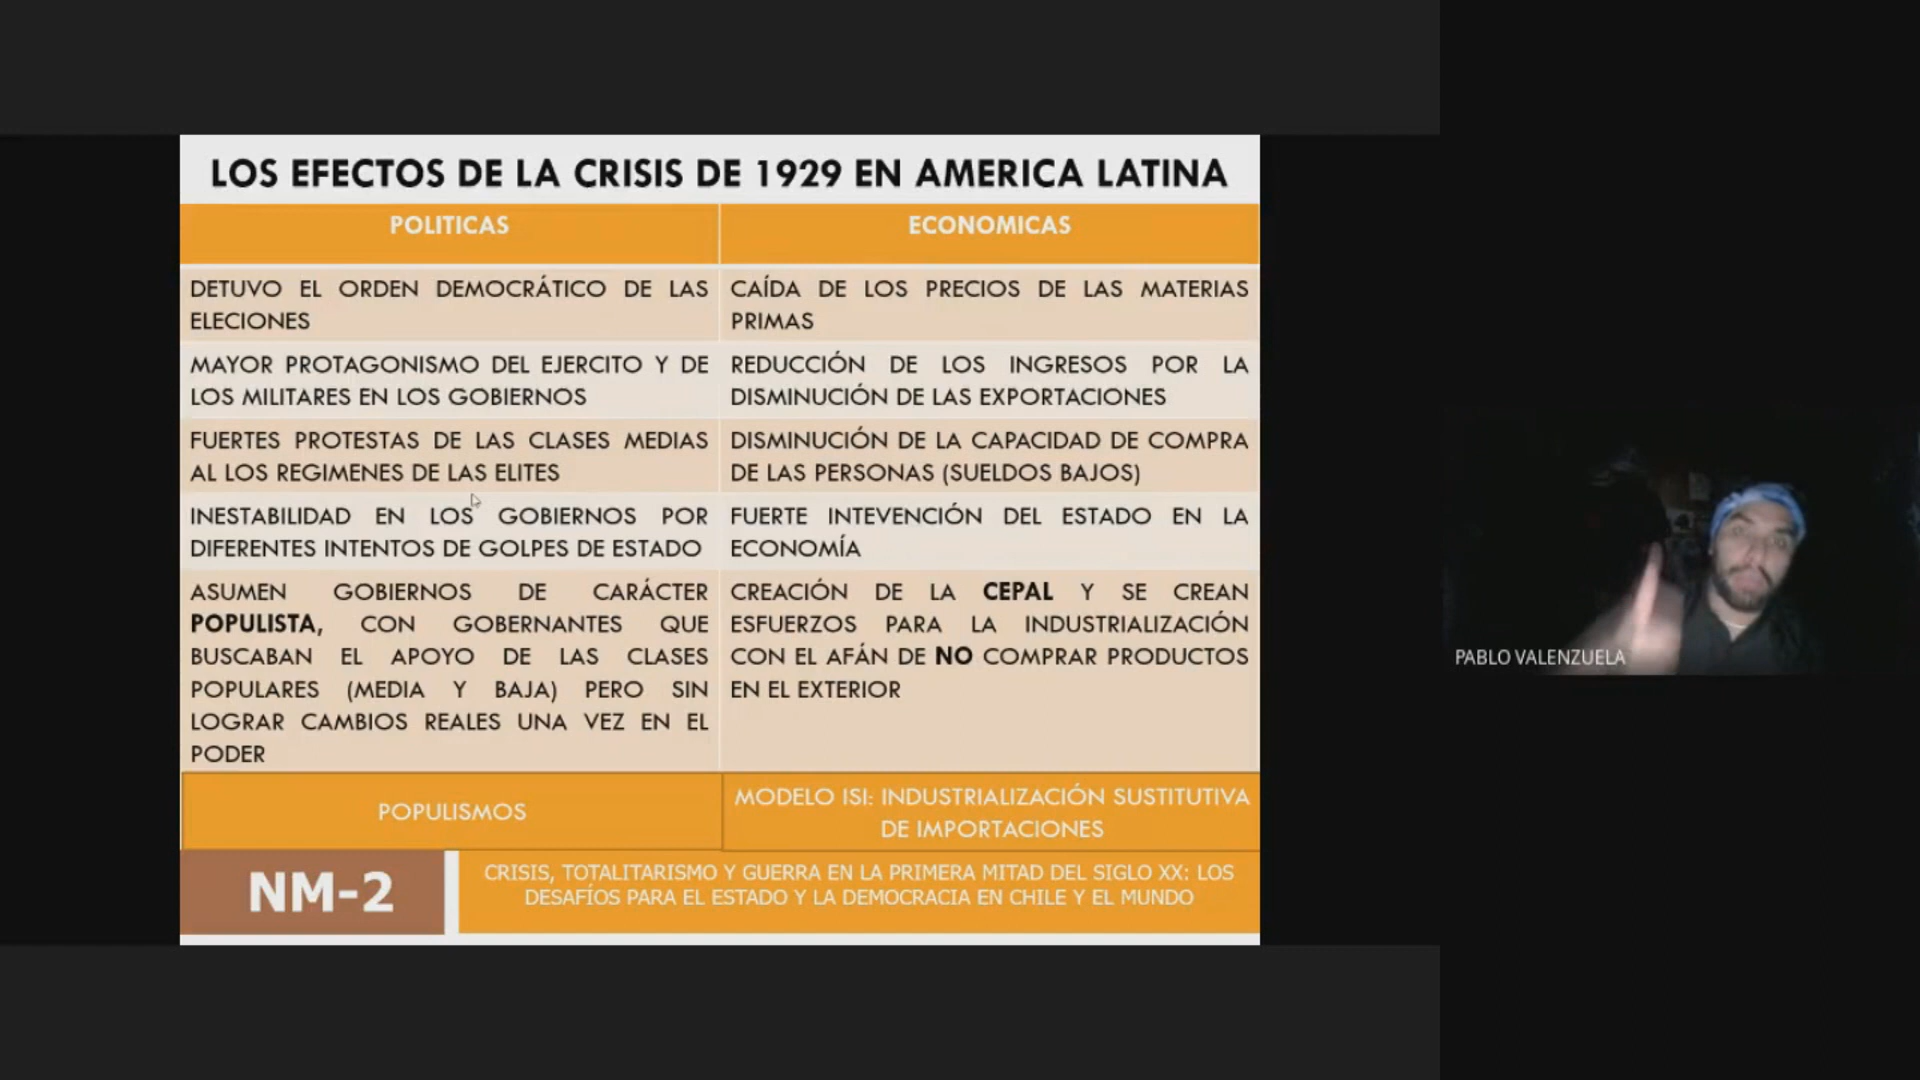 LOS EFECTOS DE LA CRISIS DE 1929 EN AMERICA LATINA
POLITICAS
ECONOMICAS
DETUVO EL ORDEN DEMOCRÁTICO DE LAS
ELECIONES
CAÍDA DE LOS PRECIOS DE LAS MATERIAS
PRIMAS
MAYOR PROTAGONISMO DEL EJERCITO Y DE
LOS MILITARES EN LOS GOBIERNOS
REDUCCIÓN DE LOS INGRESOS POR LA
DISMINUCIÓN DE LAS EXPORTACIONES
FUERTES PROTESTAS DE LAS CLASES MEDIAS
AL LOS REGIMENES DE LAS ELITES
DISMINUCIÓN DE LA CAPACIDAD DE COMPRA
DE LAS PERSONAS (SUELDOS BAJOS)
INESTABILIDAD EN LOS GOBIERNOS POR
DIFERENTES INTENTOS DE GOLPES DE ESTADO
FUERTE INTEVENCIÓN DEL ESTADO EN LA
ECONOMÍA
ASUMEN GOBIERNOS DE CARÁCTER
POPULISTA, CON GOBERNANTES QUE
BUSCABAN EL APOYO DE LAS CLASES
POPULARES (MEDIA Y BAJA) PERO SIN
LOGRAR CAMBIOS REALES UNA VEZ EN EL
PODER
CREACIÓN DE LA CEPAL Y SE CREAN
ESFUERZOS PARA LA INDUSTRIALIZACIÓN
CON EL AFÁN DE NO COMPRAR PRODUCTOS
EN EL EXTERIOR
POPULISMOS
MODELO ISI: INDUSTRIALIZACIÓN SUSTITUTIVA
DE IMPORTACIONES
NM-2
CRISIS, TOTALITARISMO Y GUERRA EN LA PRIMERA MITAD DEL SIGLO XX: LOS
DESAFÍOS PARA EL ESTADO Y LA DEMOCRACIA EN CHILE Y EL MUNDO
PABLO VALENZUELA